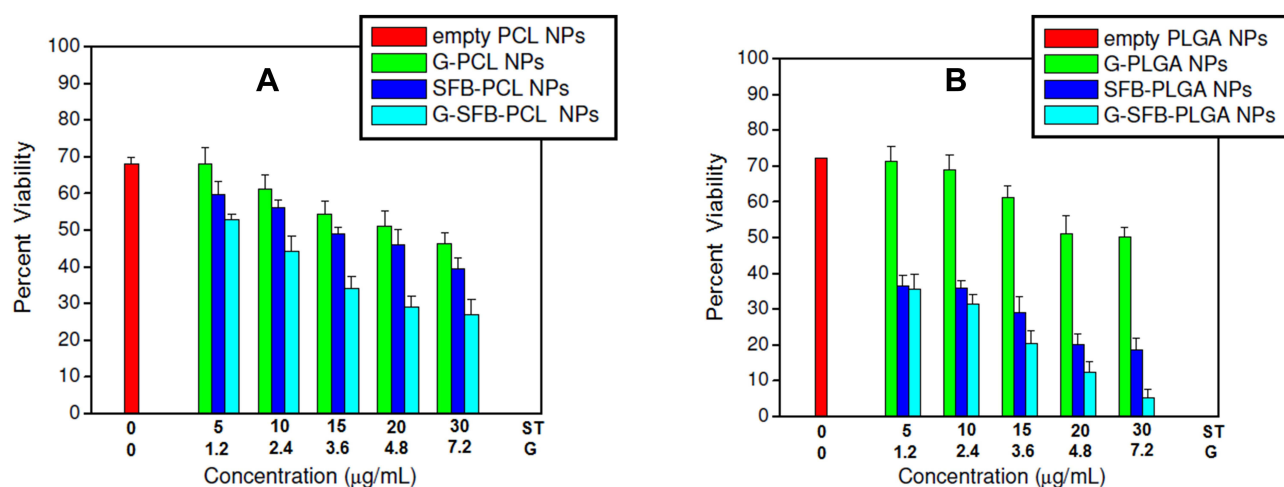 empty PCL NPs
G-PCL NPs
SFB-PCL NPs
G-SFB-PCL NPs
A
Percent Viability
100
90
80
70
60
50
40
30
20
10
0
0 5 10 15 20 30 ST
0 1.2 2.4 3.6 4.8 7.2 G
Concentration (μg/mL)
empty PLGA NPs
G-PLGA NPs
SFB-PLGA NPs
G-SFB-PLGA NPs
B
Percent Viability
100
90
80
70
60
50
40
30
20
10
0
0 5 10 15 20 30 ST
0 1.2 2.4 3.6 4.8 7.2 G
Concentration (μg/mL)